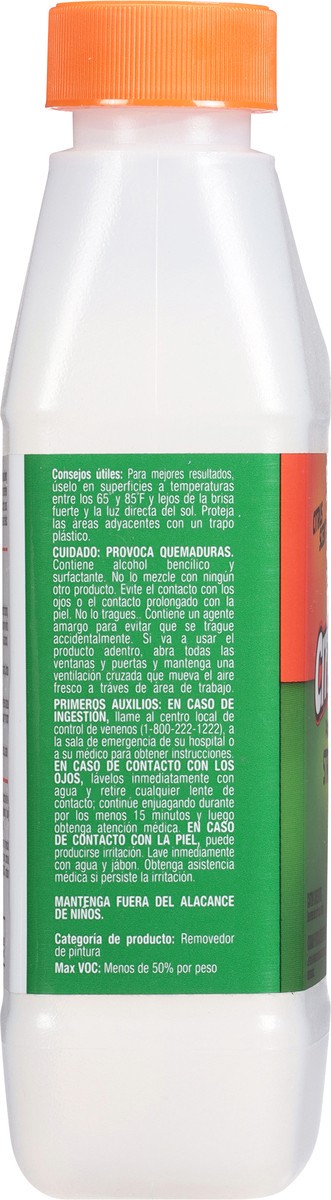 Consejos útiles: Para mejores resultados,
uselo en superficies a temperaturas
entre los 65° y 85°F y lejos de la brisa
fuerte y la luz directa del sol. Proteja
las áreas adyacentes con un trapo
plástico.
CUIDADO: PROVOCA QUEMADURAS.
Contiene alcohol bencilico y
surfactante. No lo mezcle con ningún
otro producto. Evite el contacto con los
ojos o el contacto prolongado con la
piel. No lo tragues. Contiene un agente
amargo para evitar que se trague
accidentalmente. Si va a usar el
producto adentro, abra todas las
ventanas y puertas y mantenga una
ventilación cruzada que mueva el aire
fresco a tráves de área de trabajo.
PRIMEROS AUXILIOS: EN CASO DE
INGESTIÓN, llame al centro local de
control de venenos (1-800-222-1222), a
la sala de emergencia de su hospital o
a su médico para obtener instrucciones.
EN CASO DE CONTACTO CON LOS
OJOS, lávelos inmediatamente con
agua y retire cualquier lente de
contacto; continúe enjuagando durante
por los menos 15 minutos y luego
obtenga atención médica. EN CASO
DE CONTACTO CON LA PIEL, puede
producirse irritación. Lave inmediamente
con agua y jabón. Obtenga asistencia
médica si persiste la irritación.
MANTENGA FUERA DEL ALACANCE
DE NIÑOS.
Categoría de producto: Removedor
de pintura
Max VOC: Menos de 50% por peso